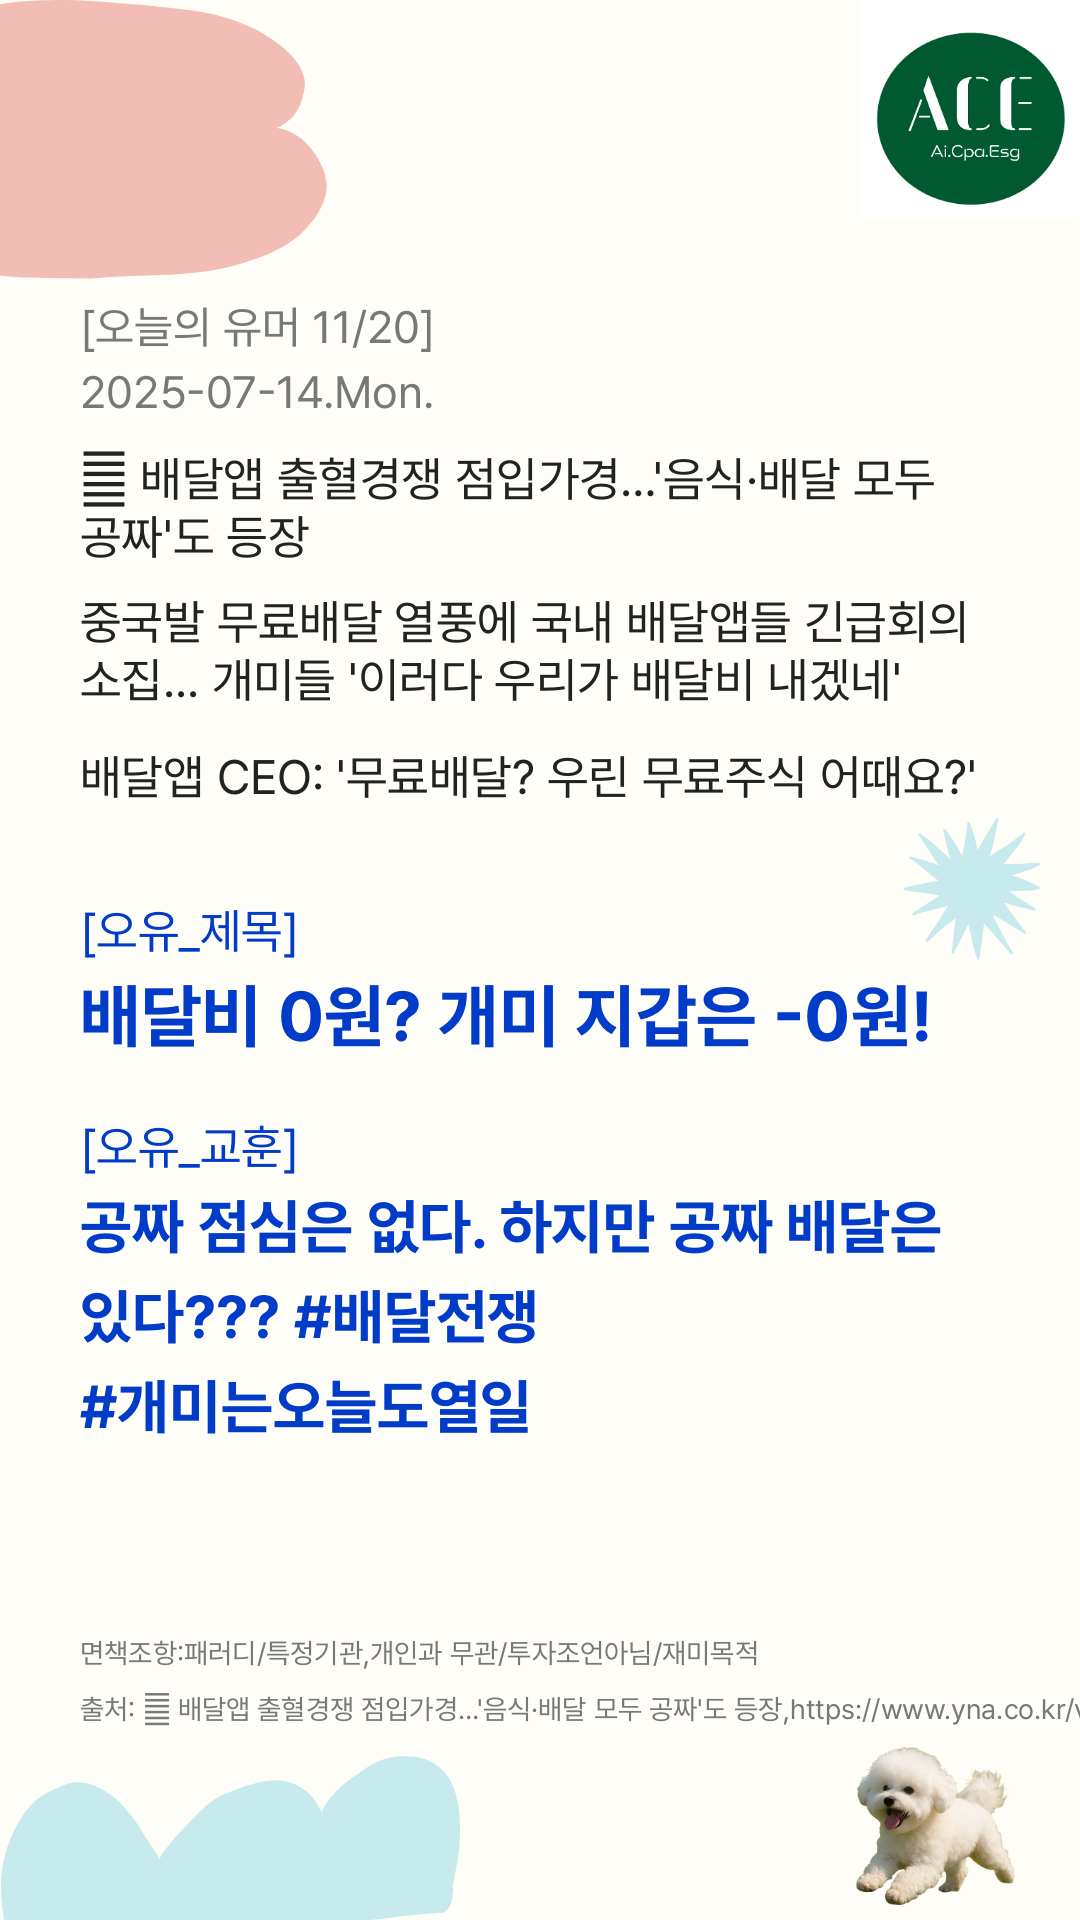 ACE
Ai.Cpa.Esg
[오늘의 유머 11/20]
2025-07-14.Mon.
배달앱 출혈경쟁 점입가경...'음식·배달 모두
공짜'도 등장
중국발 무료배달 열풍에 국내 배달앱들 긴급회의
소집... 개미들 '이러다 우리가 배달비 내겠네'
배달앱 CEO: '무료배달? 우린 무료주식 어때요?'
[오유_제목]
배달비 0원? 개미 지갑은 -0원!
[오유_교훈]
공짜 점심은 없다. 하지만 공짜 배달은
있다??? #배달전쟁
#개미는오늘도열일
면책조항:패러디/특정기관,개인과 무관/투자조언아님/재미목적
출처: 배달앱 출혈경쟁 점입가경...'음식·배달 모두 공짜'도 등장,https://www.yna.co.kr/